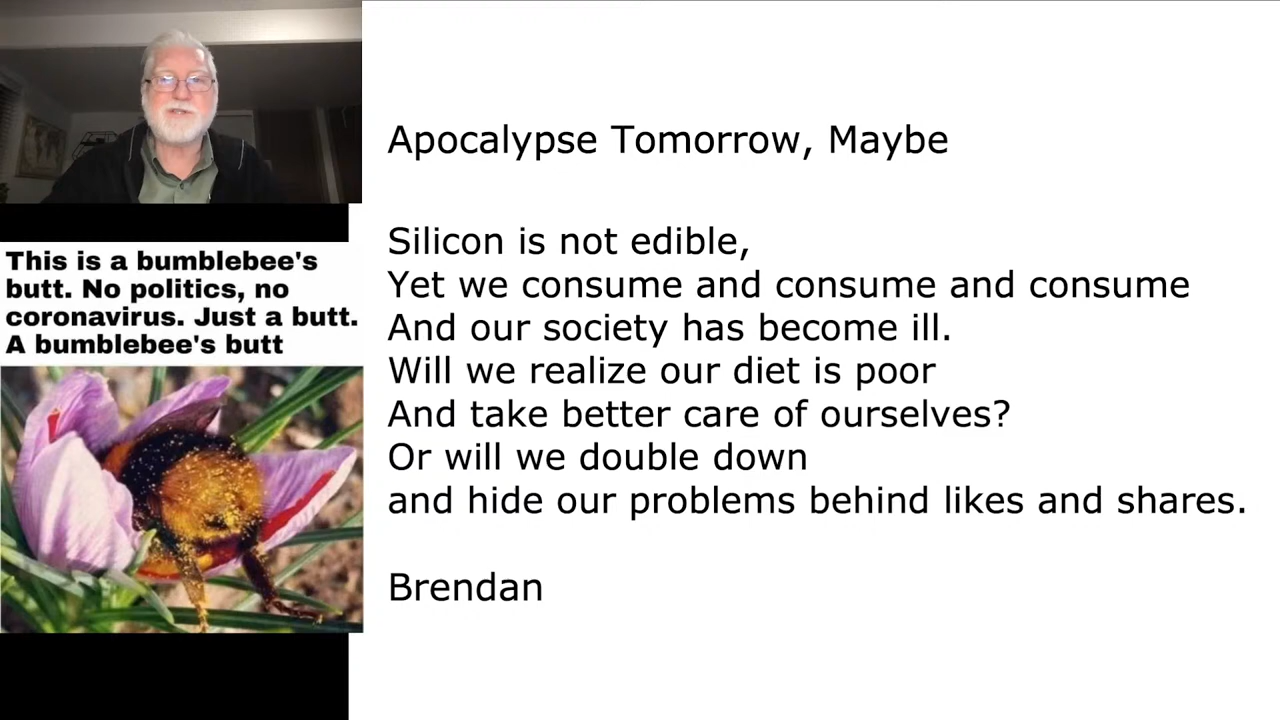 This is a bumblebee's
butt. No politics, no
coronavirus. Just a butt.
A bumblebee's butt
Apocalypse Tomorrow, Maybe
Silicon is not edible,
Yet we consume and consume and consume
And our society has become ill.
Will we realize our diet is poor
And take better care of ourselves?
Or will we double down
and hide our problems behind likes and shares.
Brendan